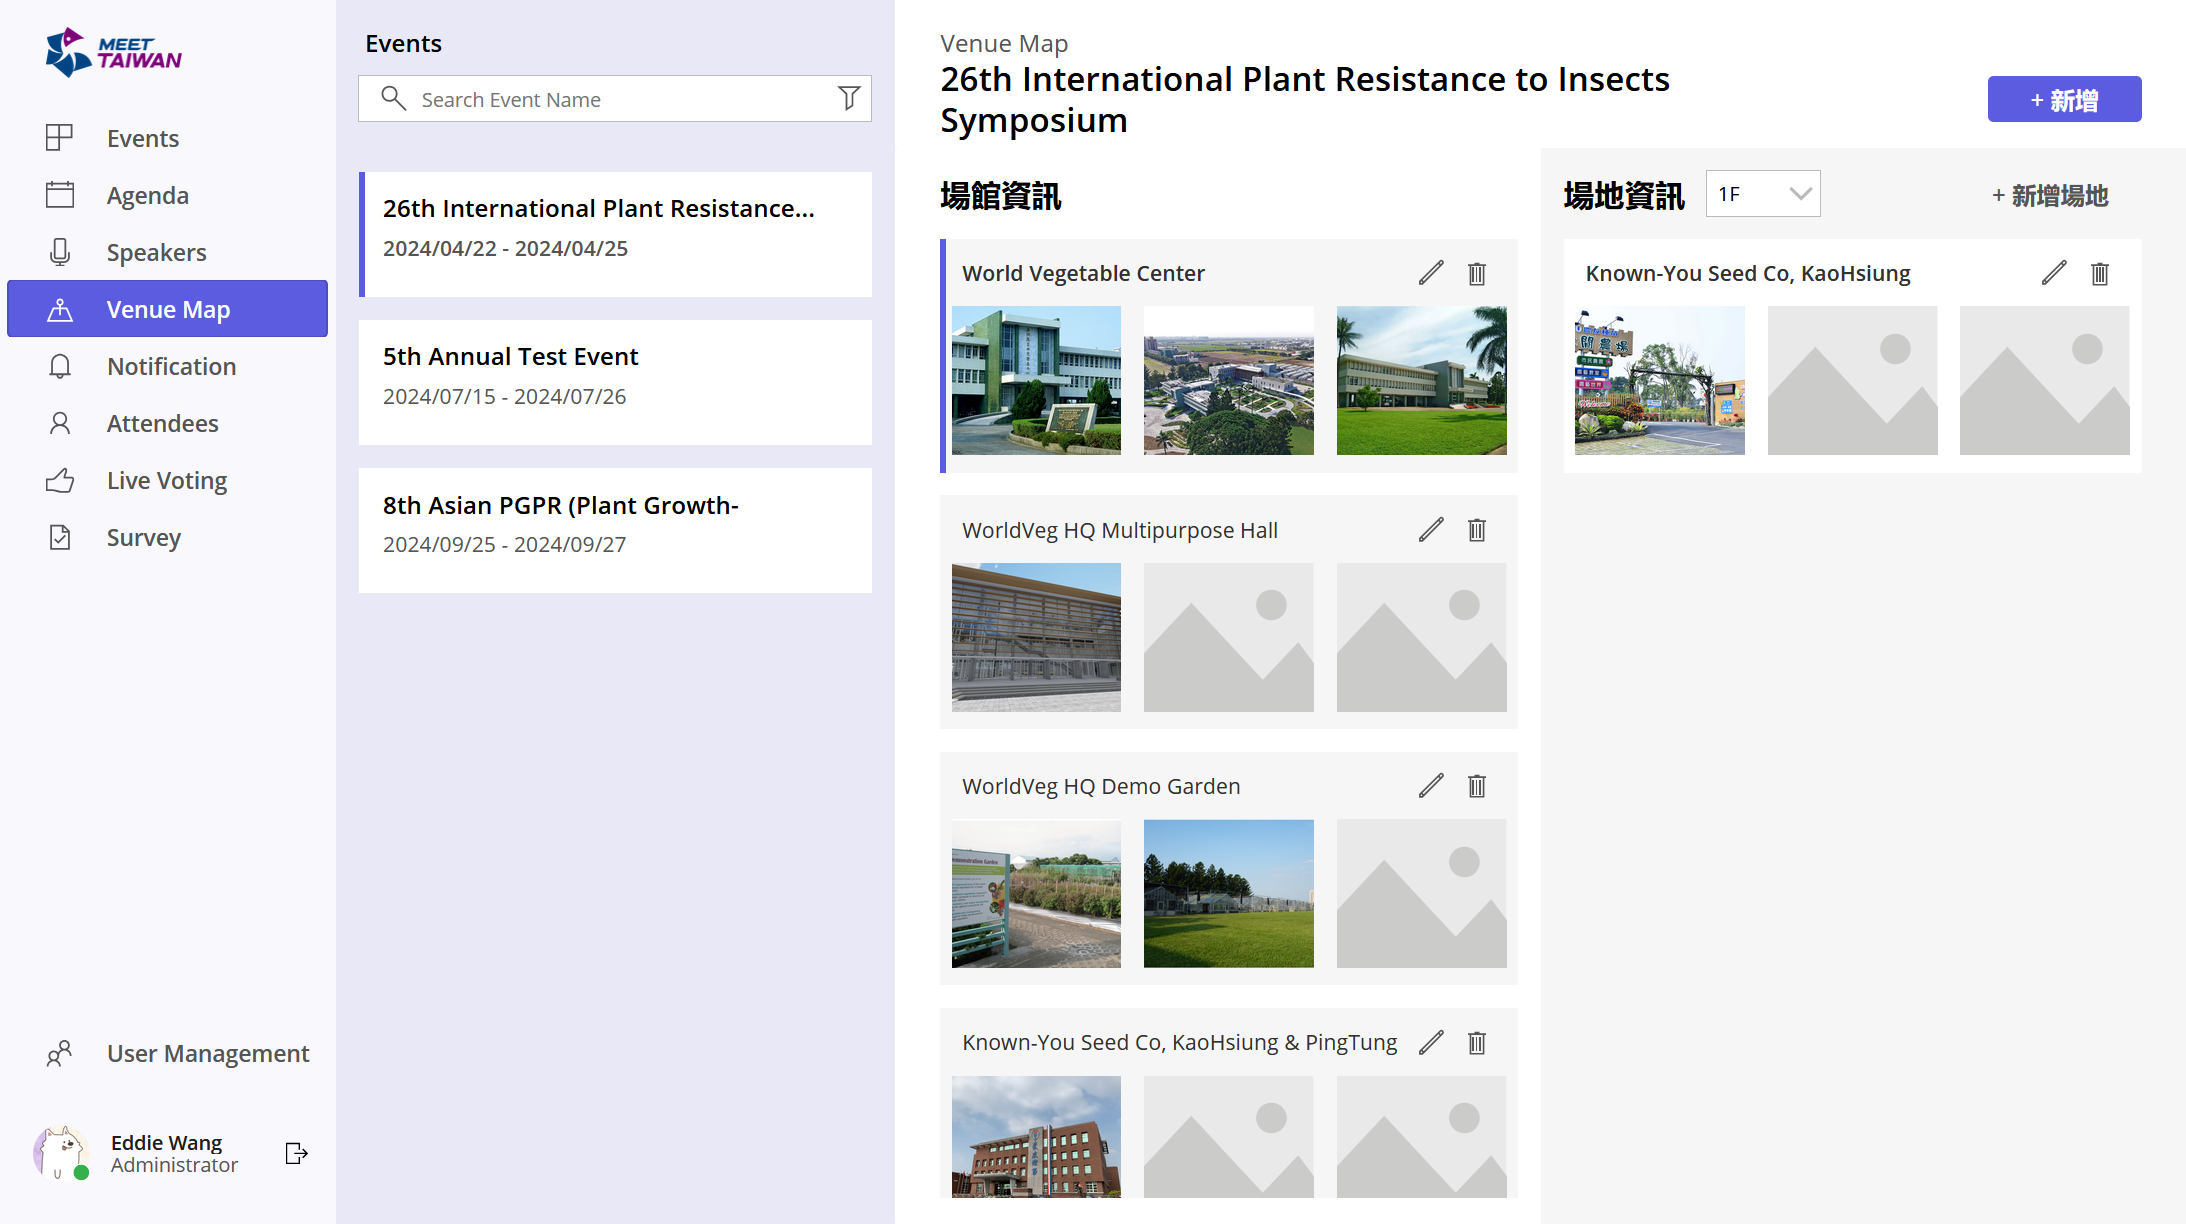 MEET
TAIWAN
Events
Agenda
Speakers
Venue Map
Notification
Attendees
Live Voting
Survey
User Management
Eddie Wang
Administrator
Events
Search Event Name
26th International Plant Resistance...
2024/04/22 - 2024/04/25
5th Annual Test Event
2024/07/15 - 2024/07/26
8th Asian PGPR (Plant Growth-
2024/09/25 - 2024/09/27
Venue Map
26th International Plant Resistance to Insects
Symposium
+ 新增
場館資訊
World Vegetable Center
WorldVeg HQ Multipurpose Hall
WorldVeg HQ Demo Garden
Known-You Seed Co, KaoHsiung & PingTung
場地資訊
1F
+ 新增場地
Known-You Seed Co, KaoHsiung